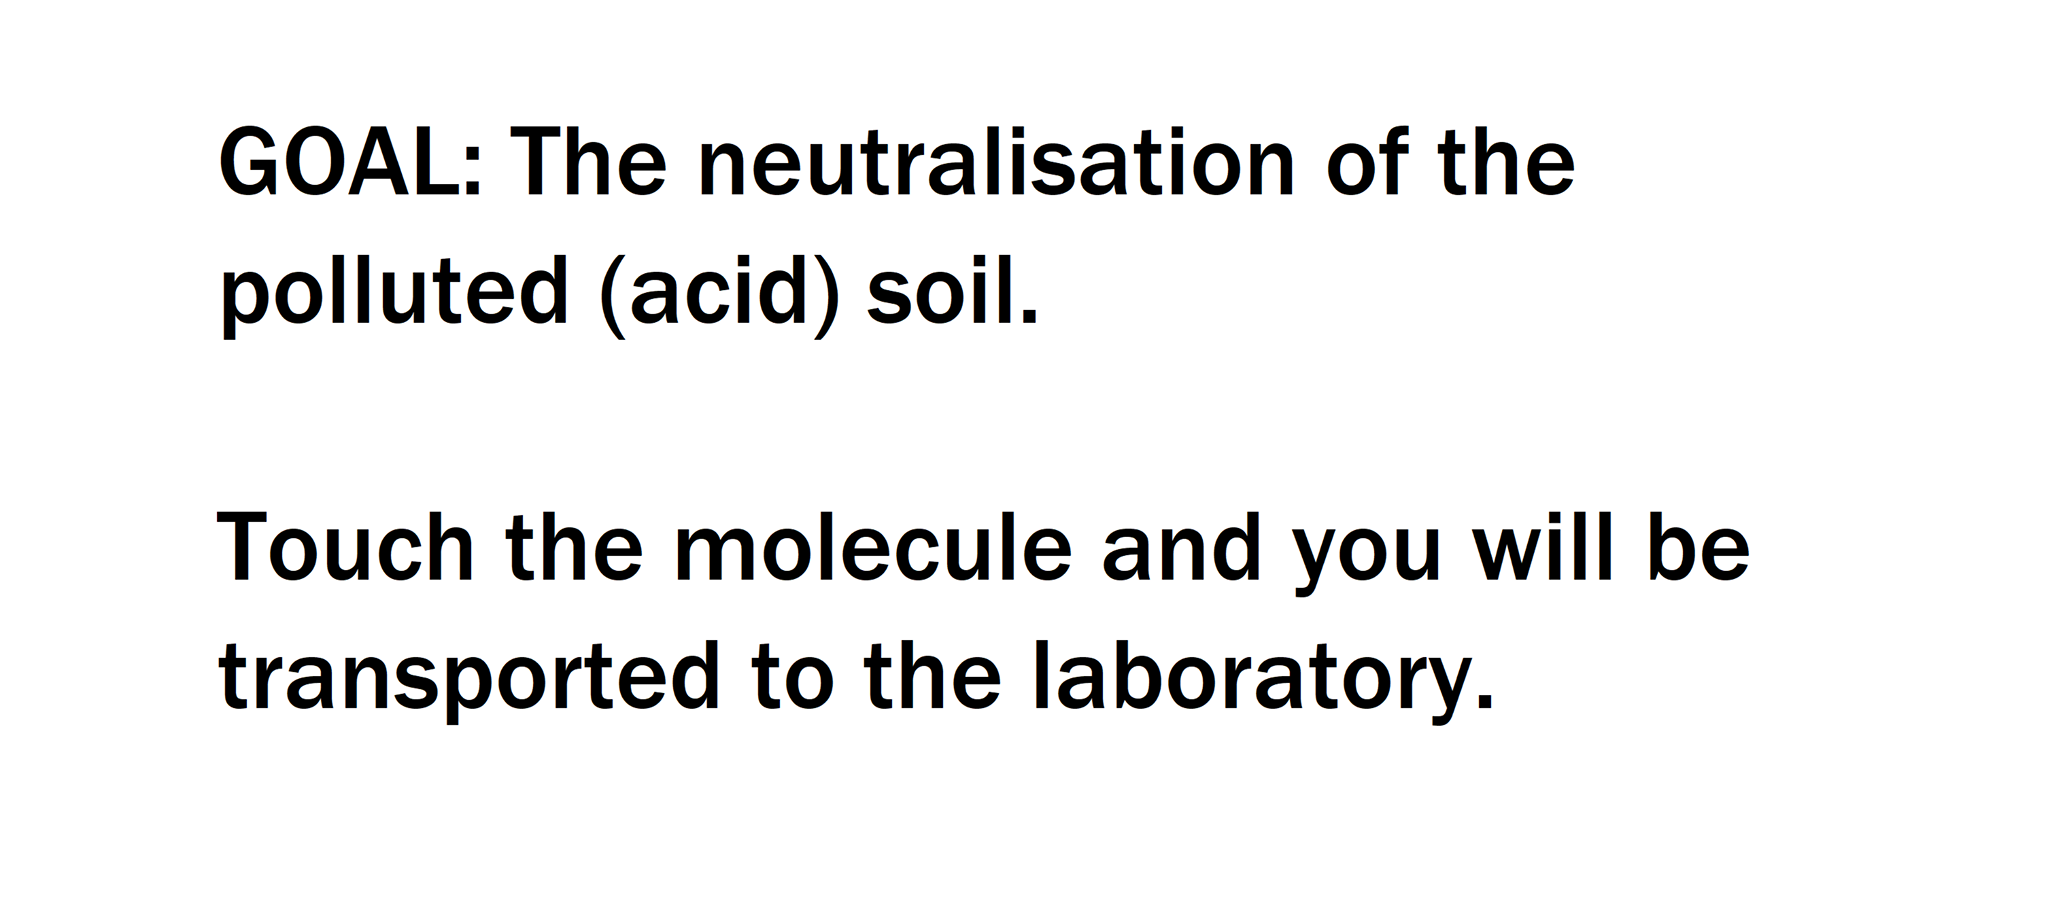 GOAL: The neutralisation of the
polluted (acid) soil.
Touch the molecule and you will be
transported to the laboratory.